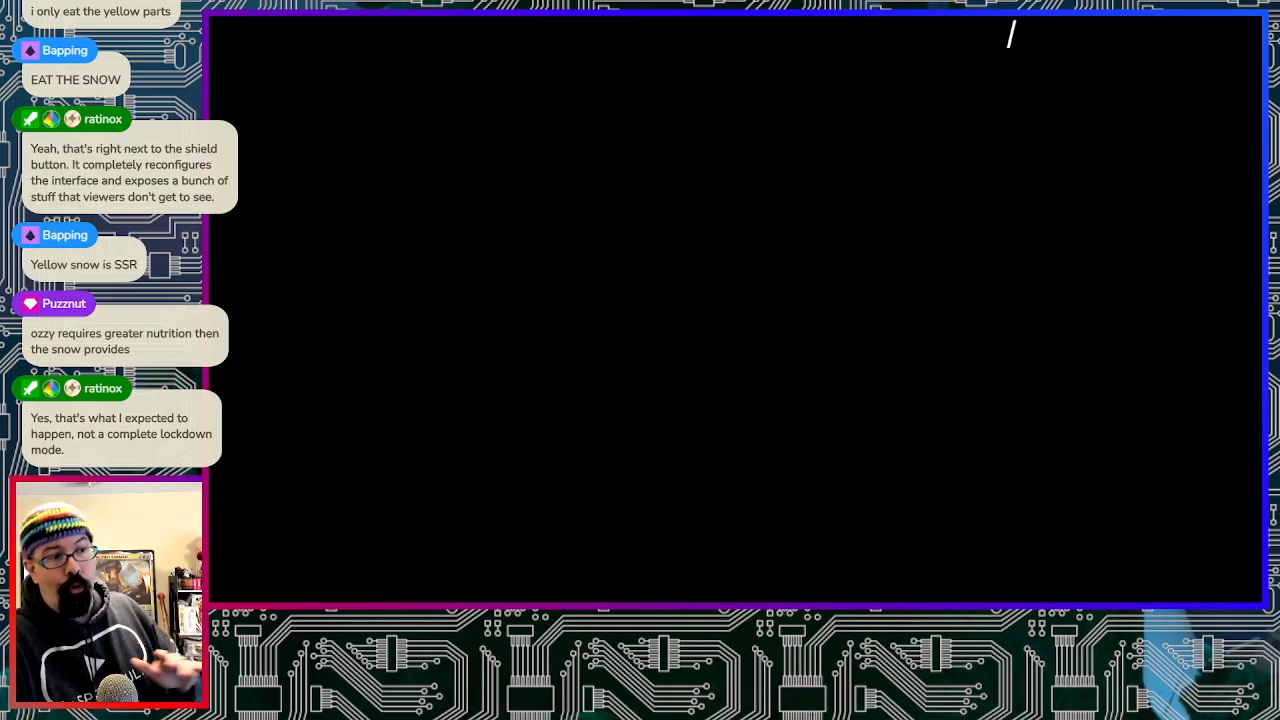 i only eat the yellow parts
Bapping
EAT THE SNOW
ratinox
Yeah, that's right next to the shield
button. It completely reconfigures
the interface and exposes a bunch of
stuff that viewers don't get to see.
Bapping
Yellow snow is SSR
Puzznut
ozzy requires greater nutrition then
the snow provides
ratinox
Yes, that's what I expected to
happen, not a complete lockdown
mode.
/